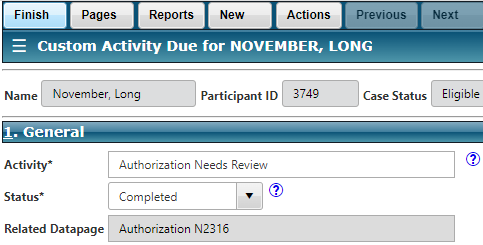 Finish Pages Reports New Actions Previous Next
☰ Custom Activity Due for NOVEMBER, LONG
Name November, Long Participant ID 3749 Case Status Eligible
1. General
Activity* Authorization Needs Review ?
Status* Completed ▼ ?
Related Datapage Authorization N2316